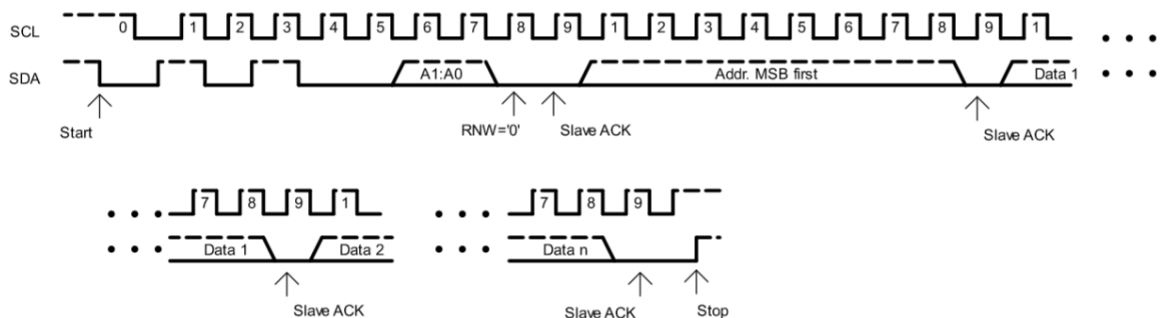 SCL 0 1 2 3 4 5 6 7 8 9 1 2 3 4 5 6 7 8 9 1
SDA A1:A0 Addr. MSB first Data 1
Start RNW='0' Slave ACK Slave ACK
7 8 9 1 7 8 9
Data 1 Data 2 Data n
Slave ACK Slave ACK Stop